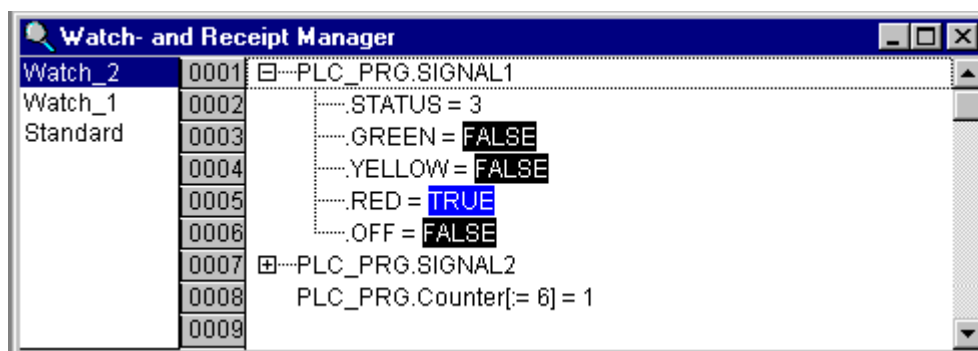 Watch- and Receipt Manager
Watch_2
Watch_1
Standard
0001 PLC_PRG.SIGNAL1
0002 .STATUS = 3
0003 .GREEN = FALSE
0004 .YELLOW = FALSE
0005 .RED = TRUE
0006 .OFF = FALSE
0007 PLC_PRG.SIGNAL2
0008 PLC_PRG.Counter[:= 6] = 1
0009